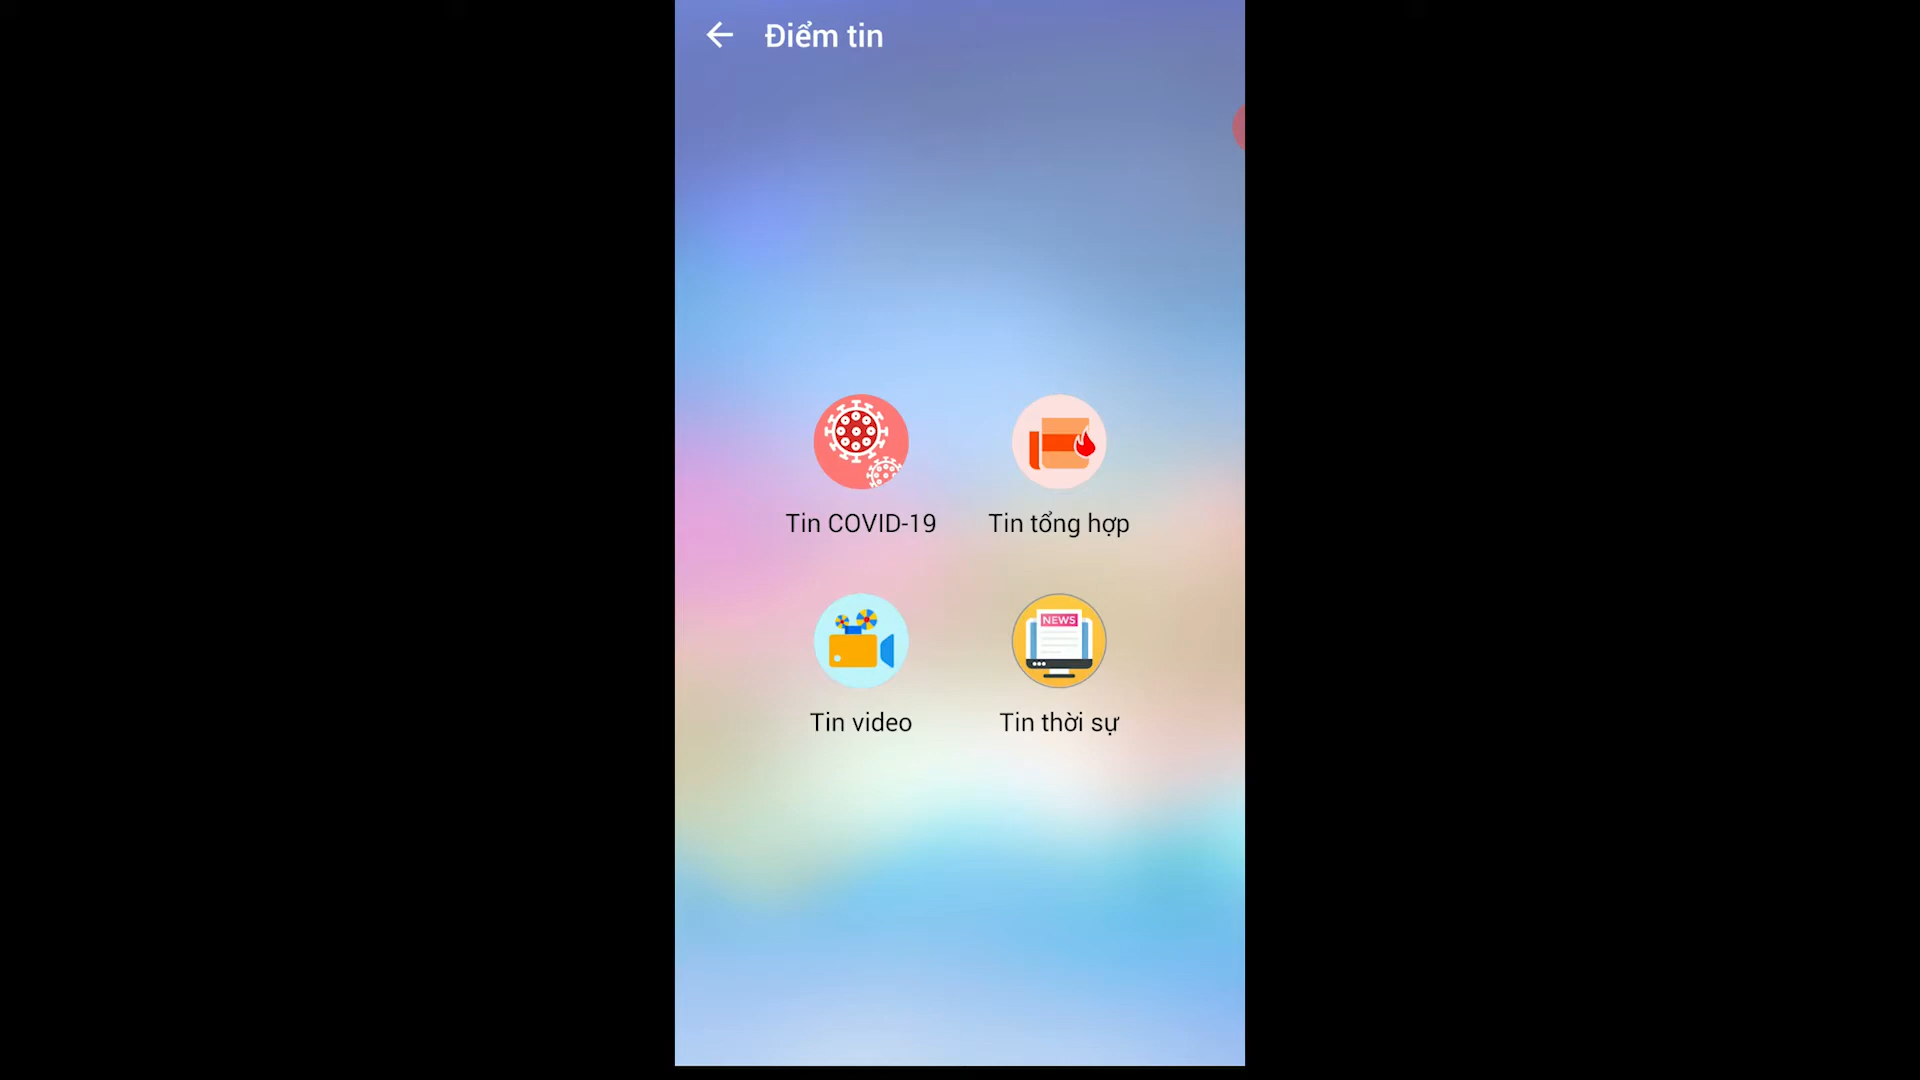 Điểm tin
Tin COVID-19
Tin tổng hợp
NEWS
Tin video
Tin thời sự